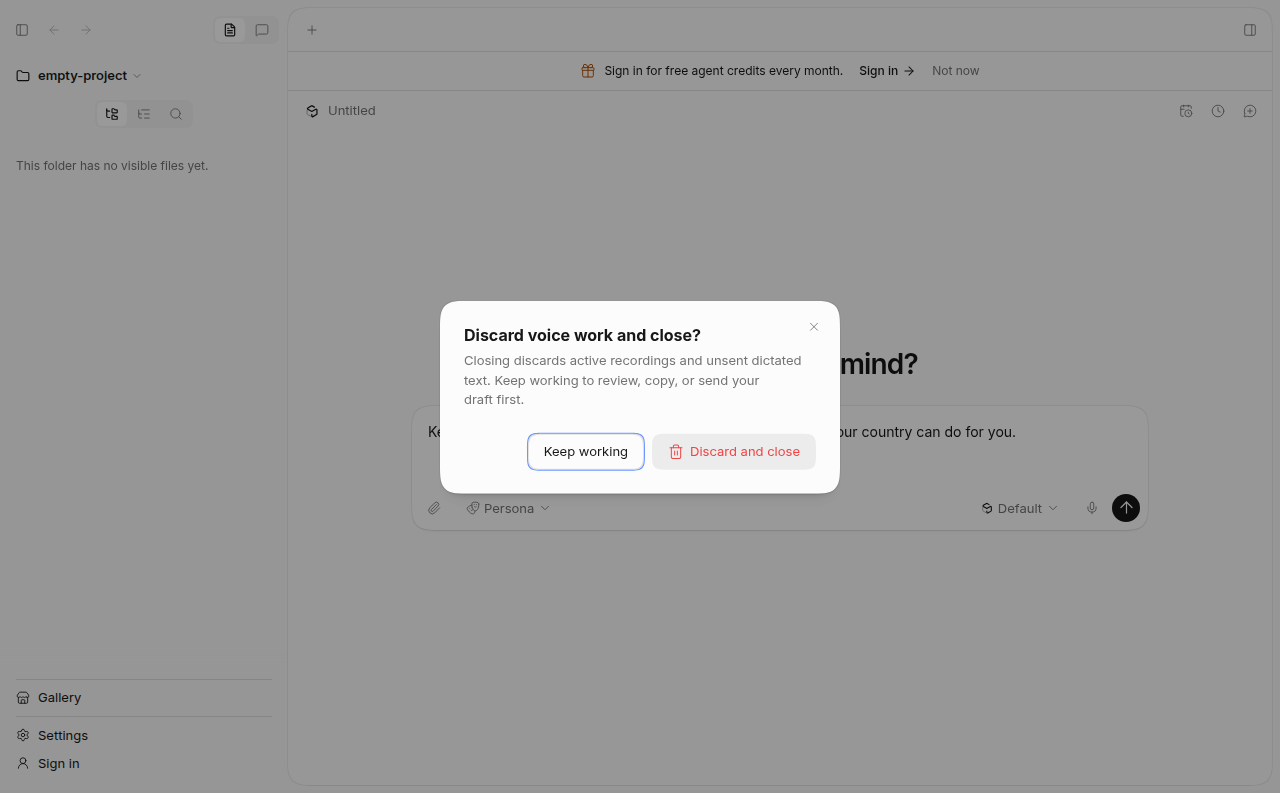 empty-project
This folder has no visible files yet.
Gallery
Settings
Sign in
Sign in for free agent credits every month. Sign in Not now
Untitled
mind?
our country can do for you.
Discard voice work and close?
Closing discards active recordings and unsent dictated
text. Keep working to review, copy, or send your
draft first.
Keep working
Discard and close
Persona
Default